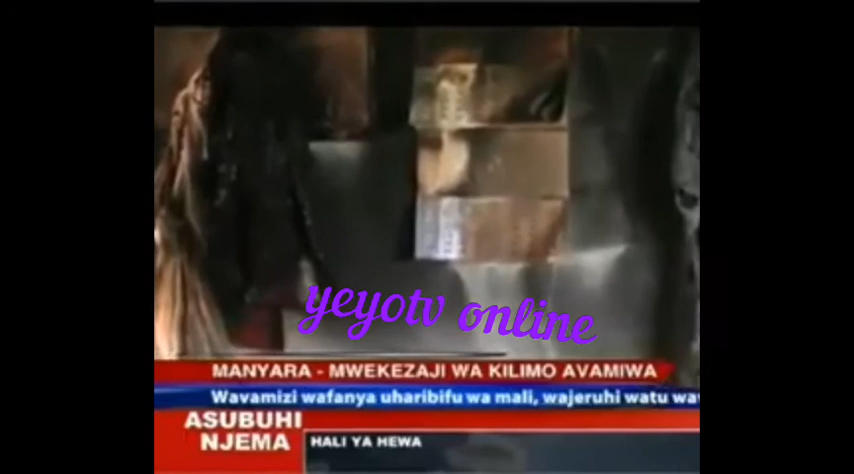 yeyotv online
MANYARA - MWEKEZAJI WA KILIMO AVAMIWA
Wavamizi wafanya uharibifu wa mali, wajeruhi watu
ASUBUHI
NJEMA
HALI YA HEWA